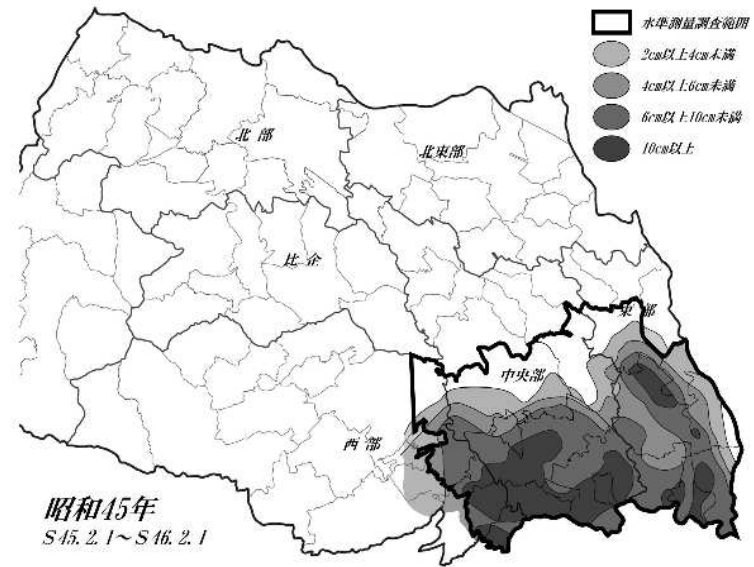 水準測量調査範囲
2cm以上4cm未満
4cm以上6cm未満
6cm以上10cm未満
10cm以上
北部
北東部
比企
東部
中央部
西部
昭和45年
S45.2.1～S46.2.1